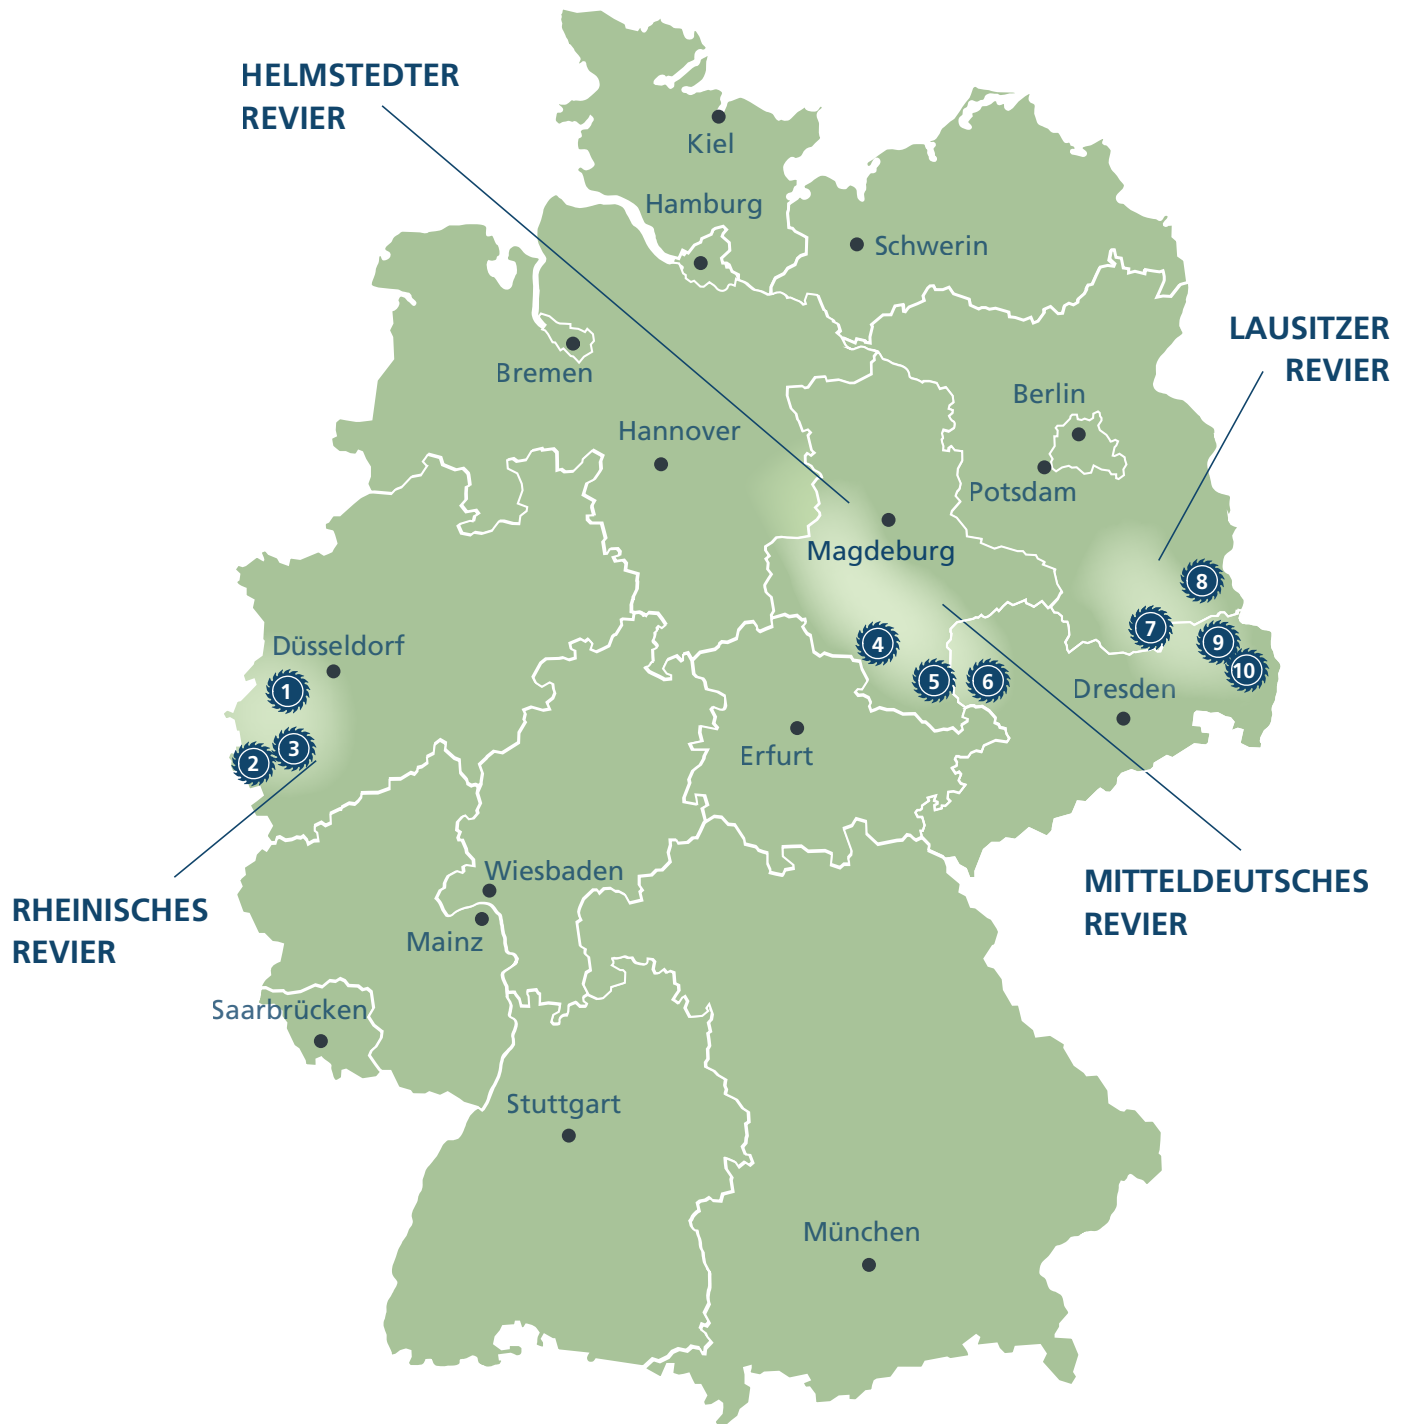 HELMSTEDTER
REVIER
Kiel
Hamburg
Schwerin
LAUSITZER
REVIER
Bremen
Berlin
Hannover
Potsdam
Magdeburg
8
7
9
4
10
Düsseldorf
5
6
1
Dresden
3
2
Erfurt
Wiesbaden
MITTELDEUTSCHES
REVIER
RHEINISCHES
REVIER
Mainz
Saarbrücken
Stuttgart
München